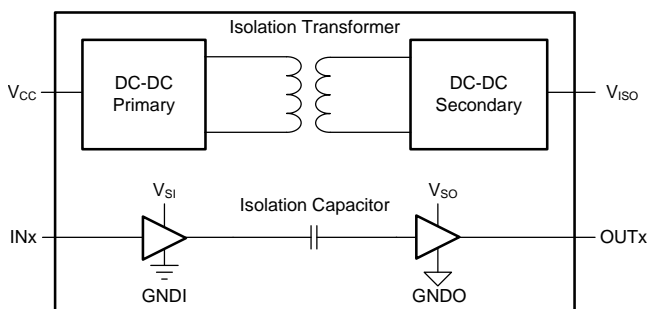 Isolation Transformer
DC-DC
Primary
DC-DC
Secondary
VCC
VISO
VSI
Isolation Capacitor
VSO
INx
OUTx
GNDI
GNDO